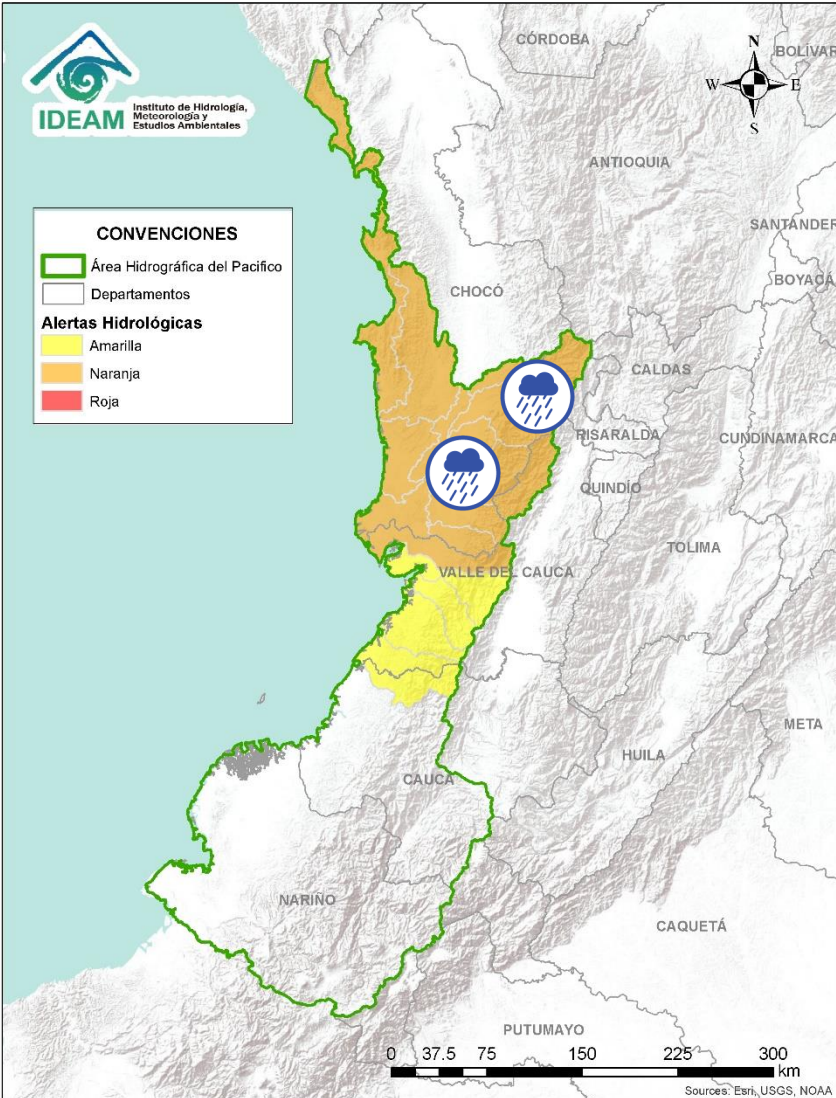 IDEAM
Instituto de Hidrología,
Meteorología y
Estudios Ambientales
CÓRDOBA
BOLÍVAR
N
W
E
S
ANTIOQUIA
SANTANDER
BOYACÁ
CONVENCIONES
Área Hidrográfica del Pacifico
Departamentos
Alertas Hidrológicas
Amarilla
Naranja
Roja
CHOCÓ
CALDAS
RISARALDA
CUNDINAMARCA
QUINDÍO
TOLIMA
VALLE DEL CAUCA
META
HUILA
CAUCA
NARIÑO
CAQUETÁ
PUTUMAYO
0 37.5 75 150 225 300
km
Sources: Esri, USGS, NOAA